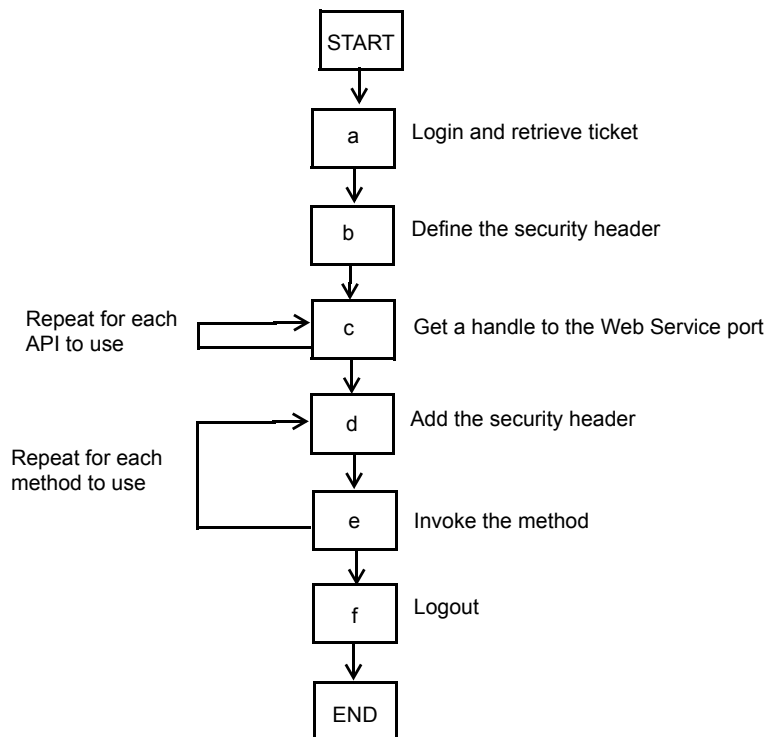 START
a
Login and retrieve ticket
b
Define the security header
Repeat for each
API to use
c
Get a handle to the Web Service port
d
Add the security header
Repeat for each
method to use
e
Invoke the method
f
Logout
END